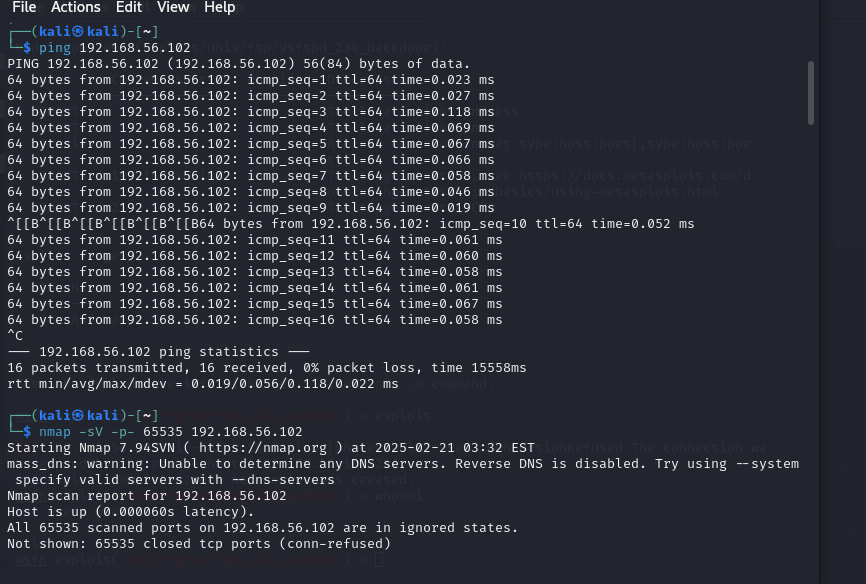 File Actions Edit View Help
┌──(kali㉿kali)-[~]
└─$ ping 192.168.56.102
PING 192.168.56.102 (192.168.56.102) 56(84) bytes of data.
64 bytes from 192.168.56.102: icmp_seq=1 ttl=64 time=0.023 ms
64 bytes from 192.168.56.102: icmp_seq=2 ttl=64 time=0.027 ms
64 bytes from 192.168.56.102: icmp_seq=3 ttl=64 time=0.118 ms
64 bytes from 192.168.56.102: icmp_seq=4 ttl=64 time=0.069 ms
64 bytes from 192.168.56.102: icmp_seq=5 ttl=64 time=0.067 ms
64 bytes from 192.168.56.102: icmp_seq=6 ttl=64 time=0.066 ms
64 bytes from 192.168.56.102: icmp_seq=7 ttl=64 time=0.058 ms
64 bytes from 192.168.56.102: icmp_seq=8 ttl=64 time=0.046 ms
64 bytes from 192.168.56.102: icmp_seq=9 ttl=64 time=0.019 ms
^[[B^[[B^[[B^[[B^[[B^[[B64 bytes from 192.168.56.102: icmp_seq=10 ttl=64 time=0.052 ms
64 bytes from 192.168.56.102: icmp_seq=11 ttl=64 time=0.061 ms
64 bytes from 192.168.56.102: icmp_seq=12 ttl=64 time=0.060 ms
64 bytes from 192.168.56.102: icmp_seq=13 ttl=64 time=0.058 ms
64 bytes from 192.168.56.102: icmp_seq=14 ttl=64 time=0.061 ms
64 bytes from 192.168.56.102: icmp_seq=15 ttl=64 time=0.067 ms
64 bytes from 192.168.56.102: icmp_seq=16 ttl=64 time=0.058 ms
^C
--- 192.168.56.102 ping statistics ---
16 packets transmitted, 16 received, 0% packet loss, time 15558ms
rtt min/avg/max/mdev = 0.019/0.056/0.118/0.022 ms
┌──(kali㉿kali)-[~]
└─$ nmap -sV -p- 65535 192.168.56.102
Starting Nmap 7.94SVN ( https://nmap.org ) at 2025-02-21 03:32 EST
mass_dns: warning: Unable to determine any DNS servers. Reverse DNS is disabled. Try using --system
specify valid servers with --dns-servers
Nmap scan report for 192.168.56.102
Host is up (0.000060s latency).
All 65535 scanned ports on 192.168.56.102 are in ignored states.
Not shown: 65535 closed tcp ports (conn-refused)